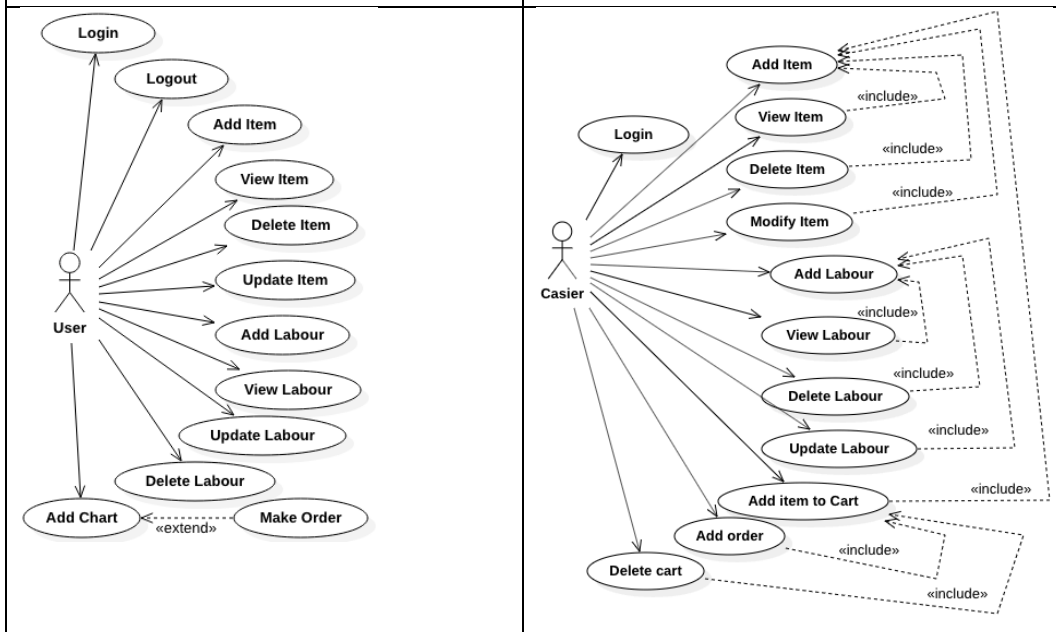 Login
Logout
Add Item
View Item
Delete Item
Update Item
User
Add Labour
View Labour
Update Labour
Delete Labour
Add Chart
«extend»
Make Order
Add Item
«include»
View Item
Login
«include»
Delete Item
«include»
Modify Item
Add Labour
Casier
«include»
View Labour
«include»
Delete Labour
«include»
Update Labour
«include»
Add item to Cart
Add order
«include»
Delete cart
«include»